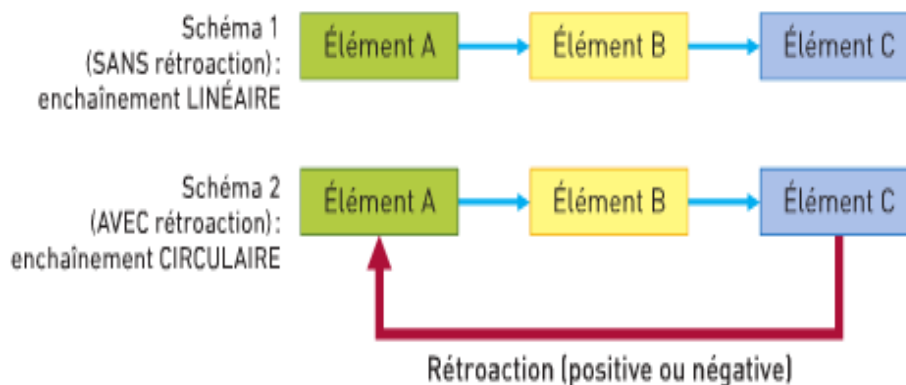 Schéma 1
(SANS rétroaction) :
enchaînement LINÉAIRE
Élément A
Élément B
Élément C
Schéma 2
(AVEC rétroaction) :
enchaînement CIRCULAIRE
Élément A
Élément B
Élément C
Rétroaction (positive ou négative)